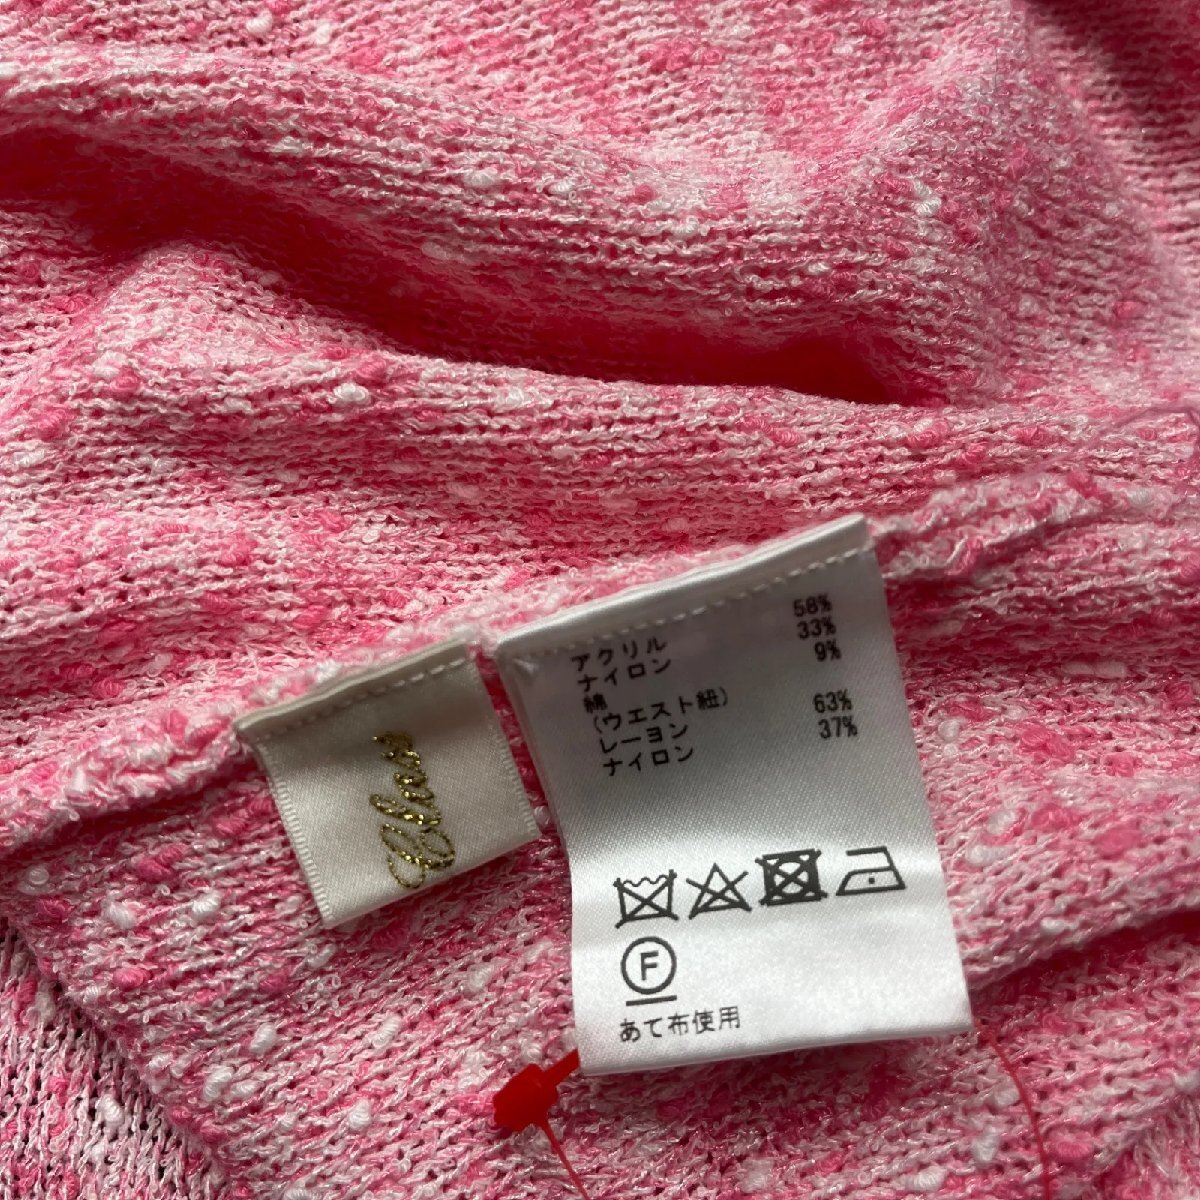 Clas
アクリル 58%
ナイロン 33%
綿 9%
(ウエスト紐)
レーヨン 63%
ナイロン 37%
F
あて布使用